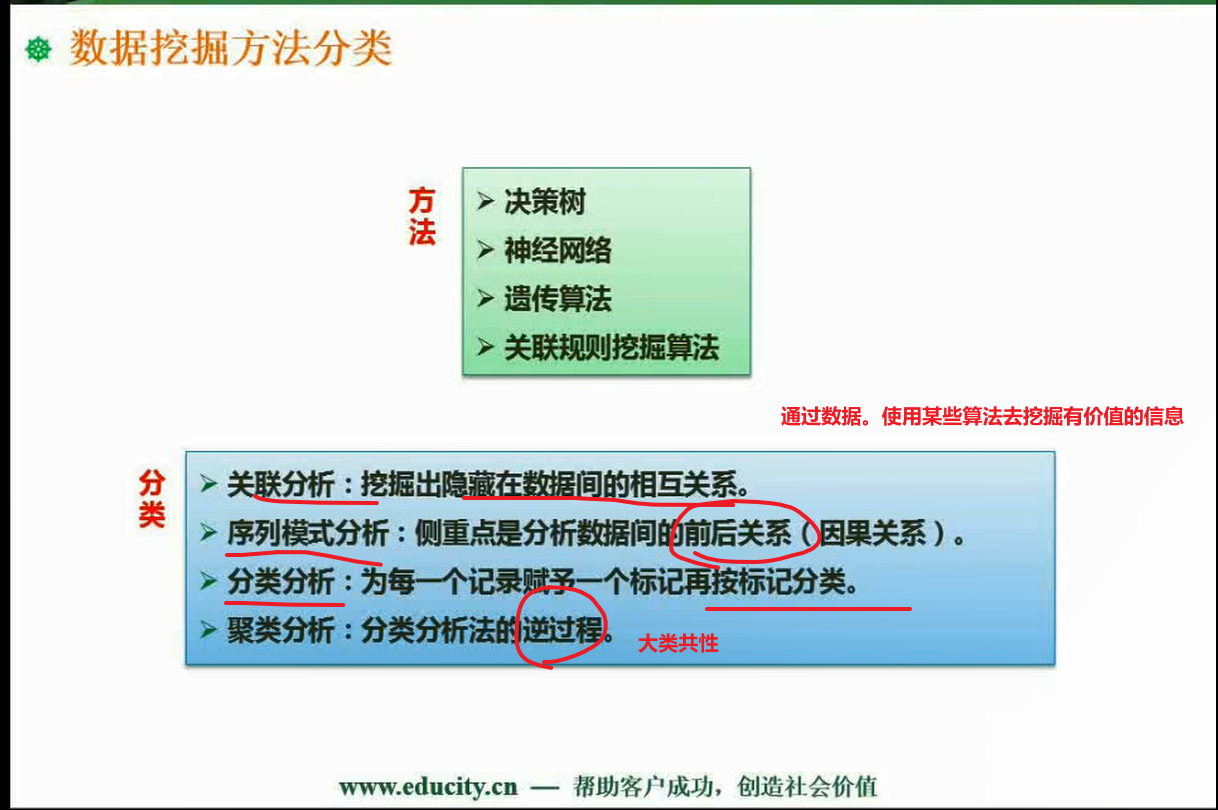 数据挖掘方法分类
方法
决策树
神经网络
遗传算法
关联规则挖掘算法
通过数据。使用某些算法去挖掘有价值的信息
分类
关联分析：挖掘出隐藏在数据间的相互关系。
序列模式分析：侧重点是分析数据间的前后关系（因果关系）。
分类分析：为每一个记录赋予一个标记再按标记分类。
聚类分析：分类分析法的逆过程。
大类共性
www.educity.cn — 帮助客户成功，创造社会价值